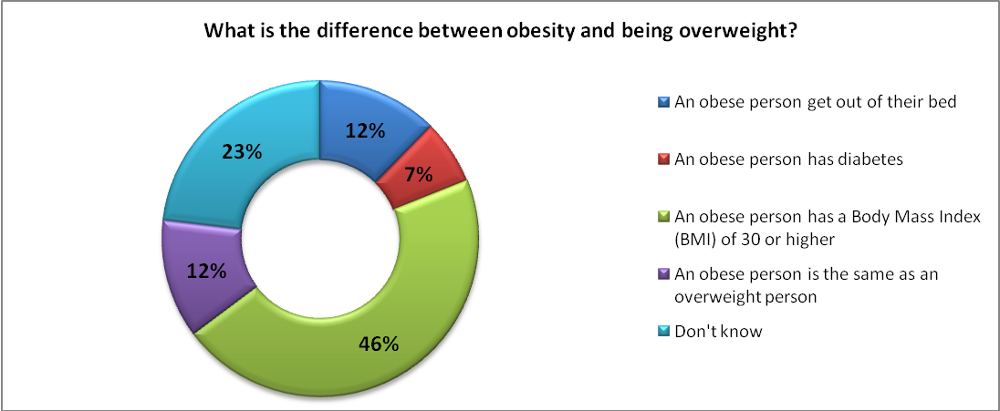 What is the difference between obesity and being overweight?
12%
7%
46%
12%
23%
An obese person get out of their bed
An obese person has diabetes
An obese person has a Body Mass Index
(BMI) of 30 or higher
An obese person is the same as an
overweight person
Don't know